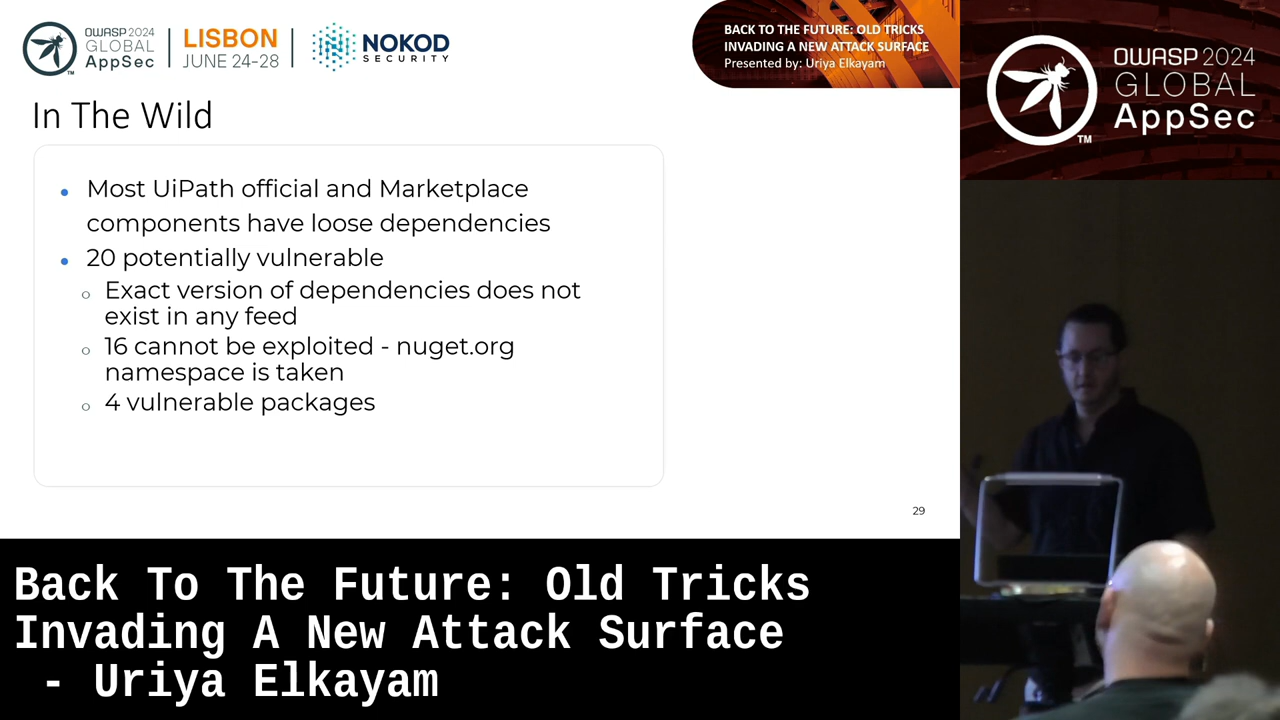 OWASP 2024
GLOBAL
AppSec
TM
LISBON
JUNE 24-28
NOKOD
SECURITY
BACK TO THE FUTURE: OLD TRICKS
INVADING A NEW ATTACK SURFACE
Presented by: Uriya Elkayam
OWASP 2024
GLOBAL
AppSec
TM
In The Wild
Most UiPath official and Marketplace
components have loose dependencies
20 potentially vulnerable
Exact version of dependencies does not
exist in any feed
16 cannot be exploited - nuget.org
namespace is taken
4 vulnerable packages
29
Back To The Future: Old Tricks
Invading A New Attack Surface
- Uriya Elkayam